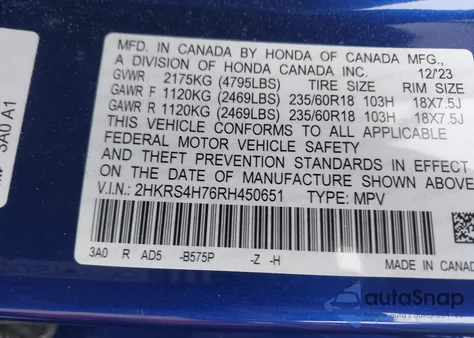 3A0 A1
MFD. IN CANADA BY HONDA OF CANADA MFG.,
A DIVISION OF HONDA CANADA INC. 12/23
GVWR 2175KG (4795LBS) TIRE SIZE RIM SIZE
GAWR F 1120KG (2469LBS) 235/60R18 103H 18X7.5J
GAWR R 1120KG (2469LBS) 235/60R18 103H 18X7.5J
THIS VEHICLE CONFORMS TO ALL APPLICABLE
FEDERAL MOTOR VEHICLE SAFETY
AND THEFT PREVENTION STANDARDS IN EFFECT
ON THE DATE OF MANUFACTURE SHOWN ABOVE
V.I.N.: 2HKRS4H76RH450651 TYPE: MPV
3A0 R AD5 -B575P -Z -H MADE IN CANAD
autoSnap